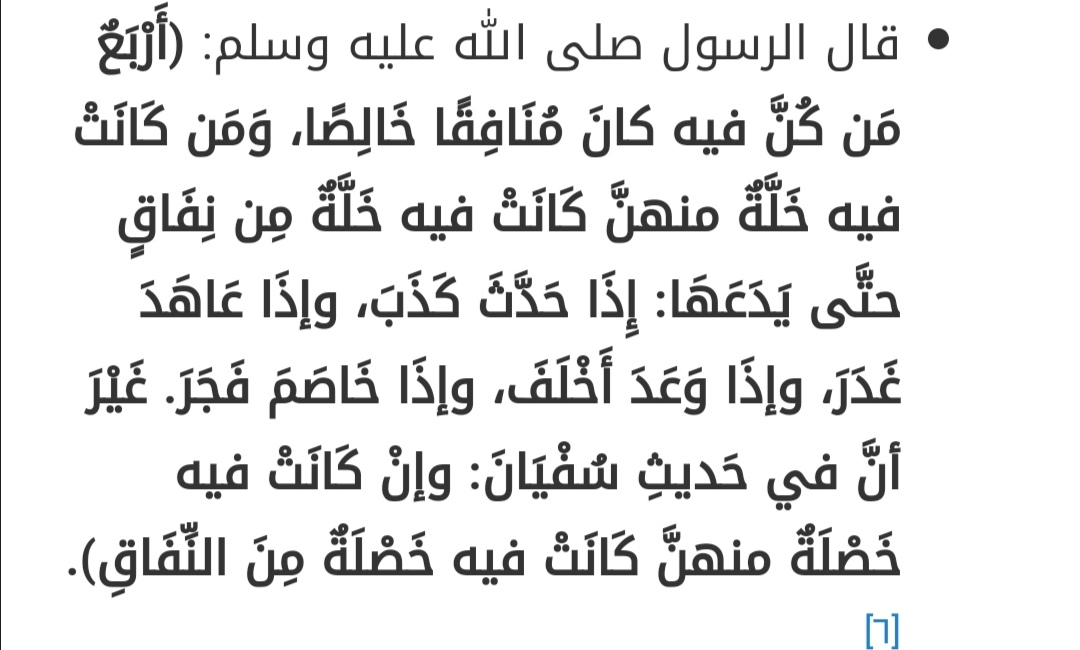 • قال الرسول صلى الله عليه وسلم: (أَرْبَعٌ
مَن كُنَّ فيه كانَ مُنَافِقًا خَالِصًا، وَمَن كَانَتْ
فيه خَلَّةٌ منهنَّ كَانَتْ فيه خَلَّةٌ مِن نِفَاقٍ
حتَّى يَدَعَهَا: إِذَا حَدَّثَ كَذَبَ، وإذَا عَاهَدَ
غَدَرَ، وإذَا وَعَدَ أَخْلَفَ، وإذَا خَاصَمَ فَجَرَ. غَيْرَ
أنَّ في حَديثِ سُفْيَانَ: وإنْ كَانَتْ فيه
خَصْلَةٌ منهنَّ كَانَتْ فيه خَصْلَةٌ مِنَ النِّفَاقِ).
[٦]